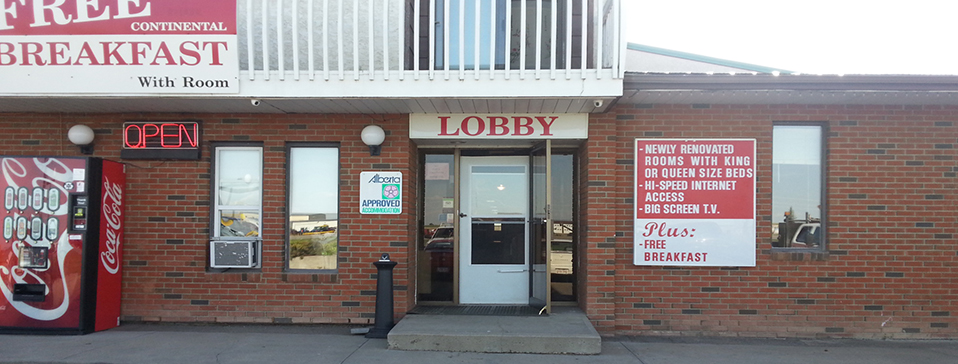 FREE
CONTINENTAL
BREAKFAST
With Room
OPEN
LOBBY
Alberta
APPROVED
ACCOMMODATION
Coca-Cola
- NEWLY RENOVATED
ROOMS WITH KING
OR QUEEN SIZE BEDS
- HI-SPEED INTERNET
ACCESS
- BIG SCREEN T.V.
Plus:
- FREE
BREAKFAST